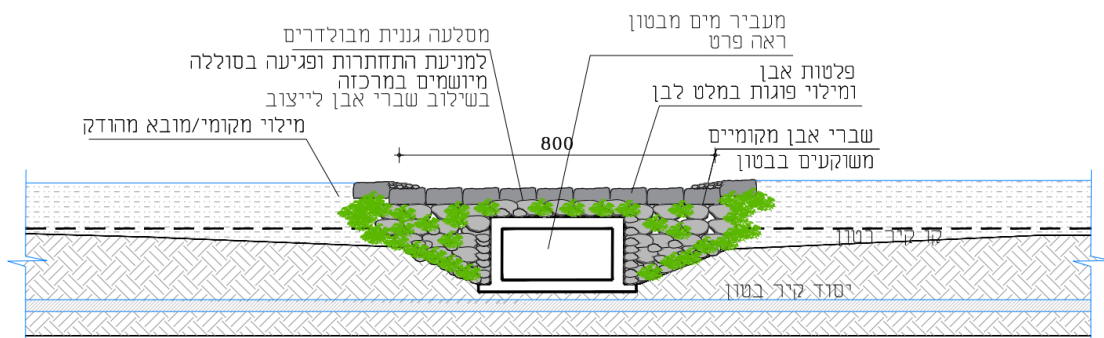 מעביר מים מבטון
ראה פרט
מסלעה גננית מבולדרים
למניעת התחתרות ופגיעה בסוללה
מיושמים במרכזה
בשילוב שברי אבן לייצוב
פלטות אבן
ומילוי פוגות במלט לבן
מילוי מקומי/מובא מהודק
800
שברי אבן מקומיים
משוקעים בבטון
קו קיר בטון
יסוד קיר בטון